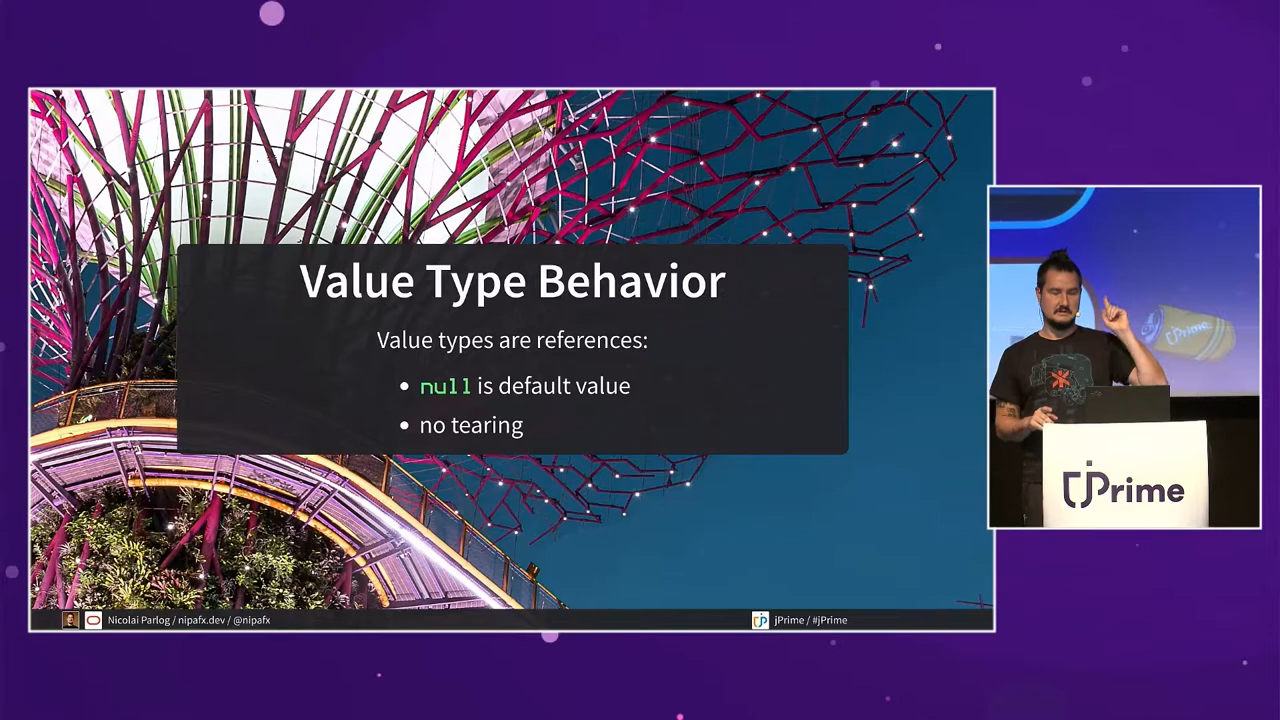 Value Type Behavior
Value types are references:
• null is default value
• no tearing
Nicolai Parlog / nipafx.dev / @nipafx
jPrime / #jPrime
jPrime
jPrime